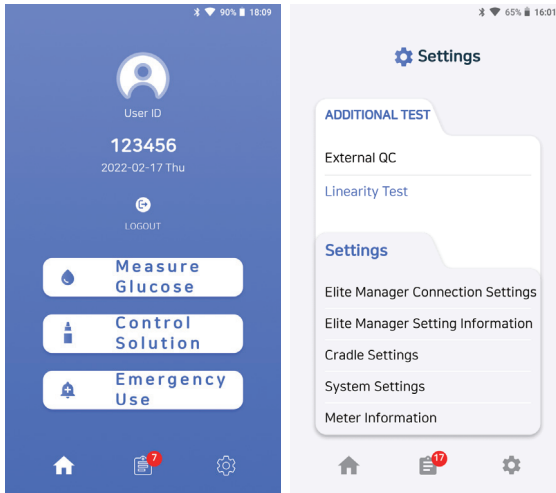 90% 18:09
User ID
123456
2022-02-17 Thu
LOGOUT
Measure
Glucose
Control
Solution
Emergency
Use
7
65% 16:01
Settings
ADDITIONAL TEST
External QC
Linearity Test
Settings
Elite Manager Connection Settings
Elite Manager Setting Information
Cradle Settings
System Settings
Meter Information
17